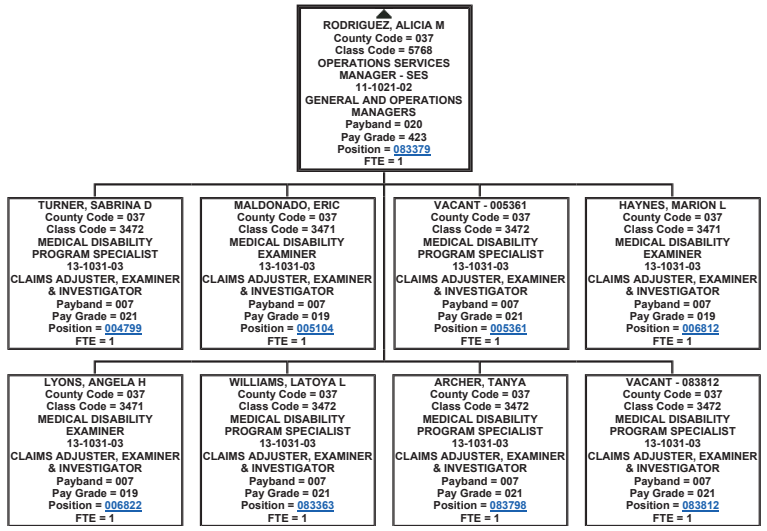 RODRIGUEZ, ALICIA M
County Code = 037
Class Code = 5768
OPERATIONS SERVICES
MANAGER - SES
11-1021-02
GENERAL AND OPERATIONS
MANAGERS
Payband = 020
Pay Grade = 423
Position = 083379
FTE = 1
TURNER, SABRINA D
County Code = 037
Class Code = 3472
MEDICAL DISABILITY
PROGRAM SPECIALIST
13-1031-03
CLAIMS ADJUSTER, EXAMINER
& INVESTIGATOR
Payband = 007
Pay Grade = 021
Position = 004799
FTE = 1
MALDONADO, ERIC
County Code = 037
Class Code = 3471
MEDICAL DISABILITY
EXAMINER
13-1031-03
CLAIMS ADJUSTER, EXAMINER
& INVESTIGATOR
Payband = 007
Pay Grade = 019
Position = 005104
FTE = 1
VACANT - 005361
County Code = 037
Class Code = 3472
MEDICAL DISABILITY
PROGRAM SPECIALIST
13-1031-03
CLAIMS ADJUSTER, EXAMINER
& INVESTIGATOR
Payband = 007
Pay Grade = 021
Position = 005361
FTE = 1
HAYNES, MARION L
County Code = 037
Class Code = 3471
MEDICAL DISABILITY
EXAMINER
13-1031-03
CLAIMS ADJUSTER, EXAMINER
& INVESTIGATOR
Payband = 007
Pay Grade = 019
Position = 006812
FTE = 1
LYONS, ANGELA H
County Code = 037
Class Code = 3471
MEDICAL DISABILITY
EXAMINER
13-1031-03
CLAIMS ADJUSTER, EXAMINER
& INVESTIGATOR
Payband = 007
Pay Grade = 019
Position = 006822
FTE = 1
WILLIAMS, LATOYA L
County Code = 037
Class Code = 3472
MEDICAL DISABILITY
PROGRAM SPECIALIST
13-1031-03
CLAIMS ADJUSTER, EXAMINER
& INVESTIGATOR
Payband = 007
Pay Grade = 021
Position = 083363
FTE = 1
ARCHER, TANYA
County Code = 037
Class Code = 3472
MEDICAL DISABILITY
PROGRAM SPECIALIST
13-1031-03
CLAIMS ADJUSTER, EXAMINER
& INVESTIGATOR
Payband = 007
Pay Grade = 021
Position = 083798
FTE = 1
VACANT - 083812
County Code = 037
Class Code = 3472
MEDICAL DISABILITY
PROGRAM SPECIALIST
13-1031-03
CLAIMS ADJUSTER, EXAMINER
& INVESTIGATOR
Payband = 007
Pay Grade = 021
Position = 083812
FTE = 1